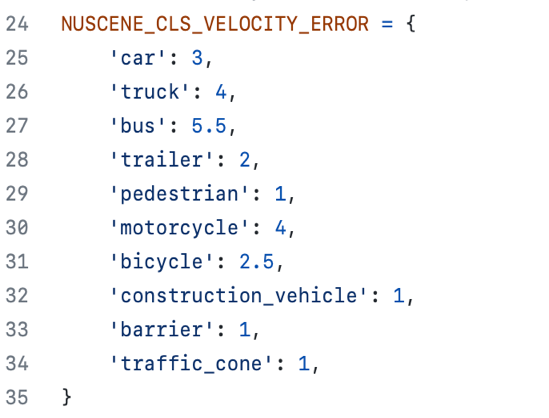 24 NUSCENE_CLS_VELOCITY_ERROR = {
25 'car': 3,
26 'truck': 4,
27 'bus': 5.5,
28 'trailer': 2,
29 'pedestrian': 1,
30 'motorcycle': 4,
31 'bicycle': 2.5,
32 'construction_vehicle': 1,
33 'barrier': 1,
34 'traffic_cone': 1,
35 }